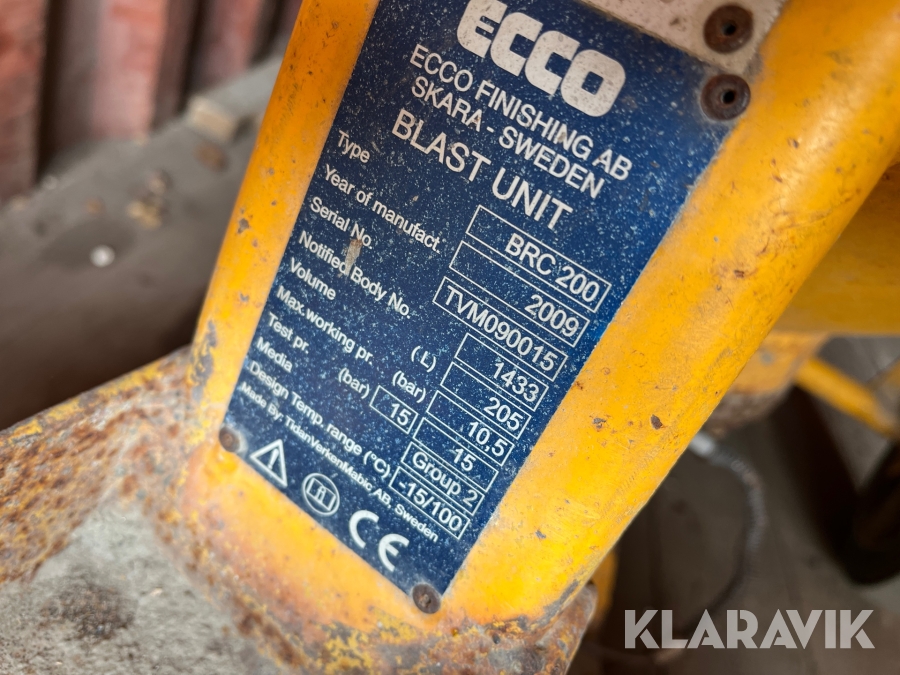 ECCO
ECCO FINISHING AB
SKARA - SWEDEN
BLAST UNIT
Type BRC 200
Year of manufact. 2009
Serial No. TVM090015
Notified Body No. 1433
Volume (L) 205
Max.working pr. (bar) 10,5
Test pr. (bar) 15 15
Media Group 2
Design Temp. range (°C) -15/100
Made By: TidanVerkenMabic AB, Sweden
CE
KLARAVIK